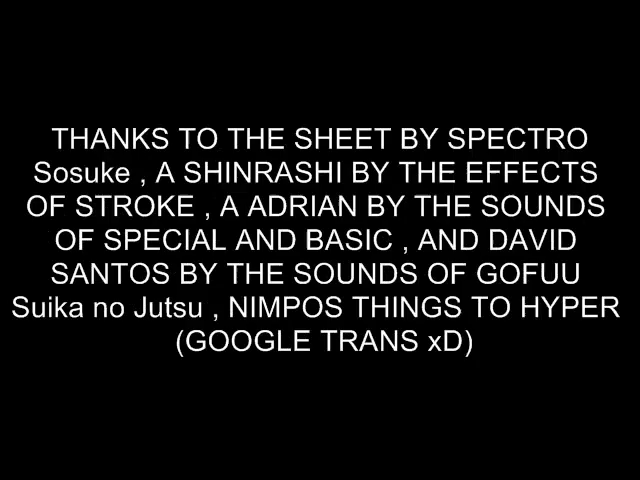 THANKS TO THE SHEET BY SPECTRO
Sosuke , A SHINRASHI BY THE EFFECTS
OF STROKE , A ADRIAN BY THE SOUNDS
OF SPECIAL AND BASIC , AND DAVID
SANTOS BY THE SOUNDS OF GOFUU
Suika no Jutsu , NIMPOS THINGS TO HYPER
(GOOGLE TRANS xD)